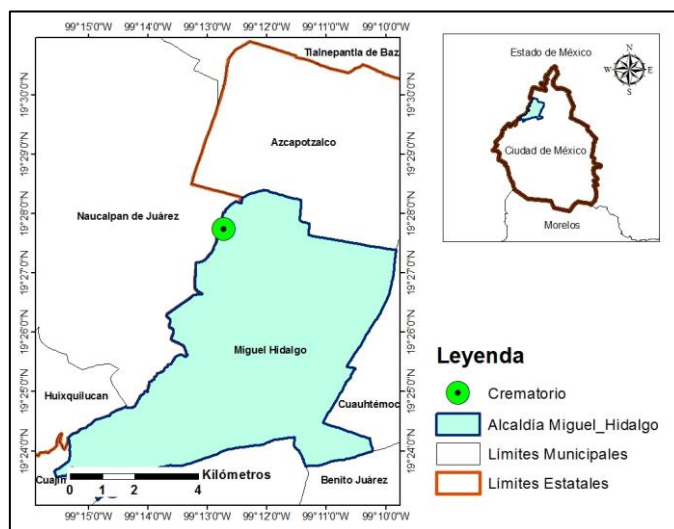 99°15'0"W 99°14'0"W 99°13'0"W 99°12'0"W 99°11'0"W 99°10'0"W
19°30'0"N
19°29'0"N
19°28'0"N
19°27'0"N
19°26'0"N
19°25'0"N
19°24'0"N
Tlalnepantla de Baz
Azcapotzalco
Naucalpan de Juárez
Miguel Hidalgo
Huixquilucan
Cuauhtémoc
Cuajim
Benito Juárez
Kilómetros
0 1 2 4
99°15'0"W 99°14'0"W 99°13'0"W 99°12'0"W 99°11'0"W 99°10'0"W
19°30'0"N
19°29'0"N
19°28'0"N
19°27'0"N
19°26'0"N
19°25'0"N
19°24'0"N
Estado de México
N
W E
S
Ciudad de México
Morelos
Leyenda
Crematorio
Alcaldía Miguel_Hidalgo
Límites Municipales
Límites Estatales